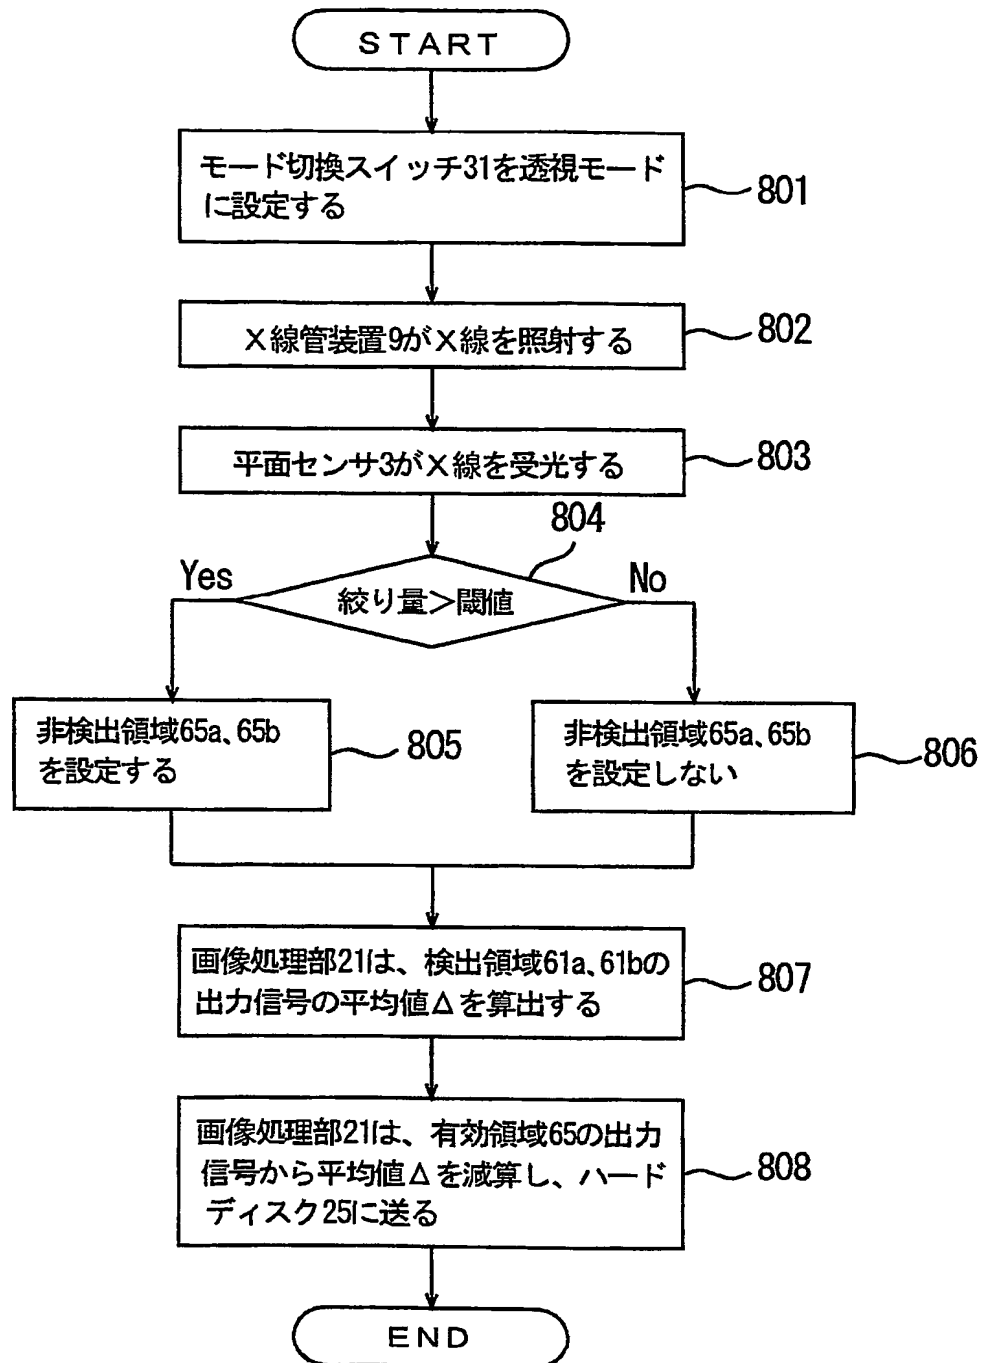 START
モード切換スイッチ31を透視モード
に設定する
801
X線管装置9がX線を照射する
802
平面センサ3がX線を受光する
803
804
Yes
絞り量>閾値
No
非検出領域65a、65b
を設定する
805
非検出領域65a、65b
を設定しない
806
画像処理部21は、検出領域61a、61bの
出力信号の平均値Δを算出する
807
画像処理部21は、有効領域65の出力
信号から平均値Δを減算し、ハード
ディスク25に送る
808
END